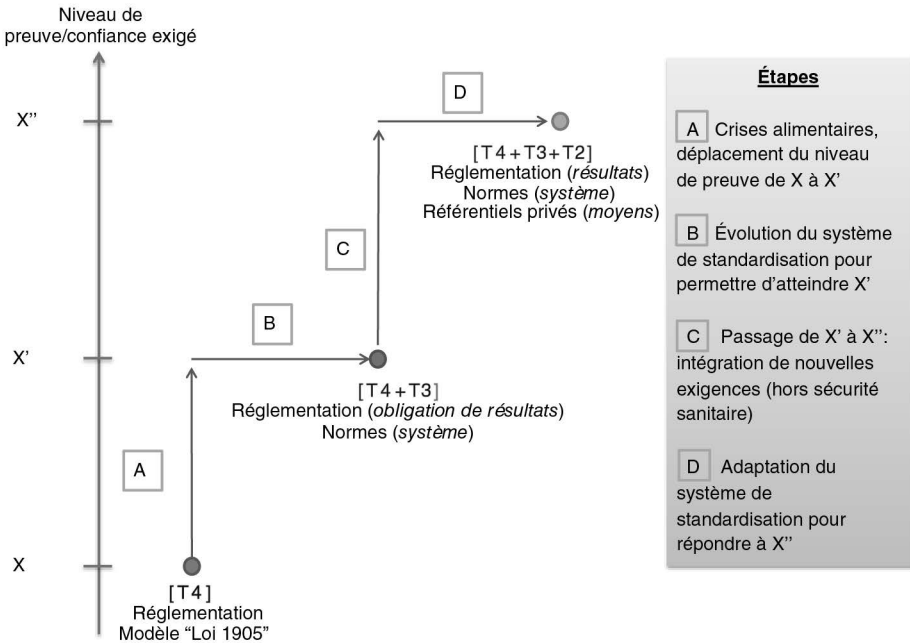 Niveau de
preuve/confiance exigé
X’’
D
[T4+T3+T2]
Réglementation (résultats)
Normes (système)
Référentiels privés (moyens)
C
B
X’
[T4+T3]
Réglementation (obligation de résultats)
Normes (système)
A
X
[T4]
Réglementation
Modèle “Loi 1905”
Étapes
A Crises alimentaires,
déplacement du niveau
de preuve de X à X’
B Évolution du système
de standardisation pour
permettre d’atteindre X’
C Passage de X’ à X’’:
intégration de nouvelles
exigences (hors sécurité
sanitaire)
D Adaptation du
système de
standardisation pour
répondre à X’’